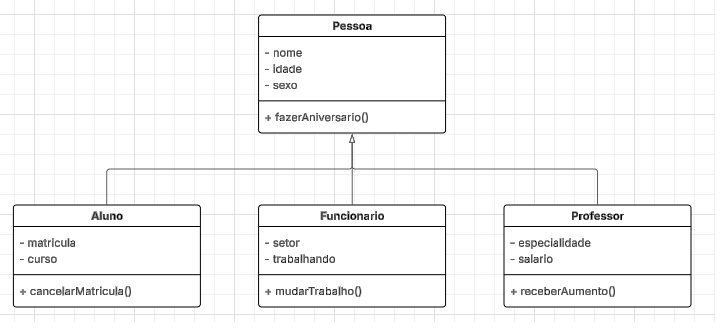 Pessoa
- nome
- idade
- sexo
+ fazerAniversario()
Aluno
- matricula
- curso
+ cancelarMatricula()
Funcionario
- setor
- trabalhando
+ mudarTrabalho()
Professor
- especialidade
- salario
+ receberAumento()